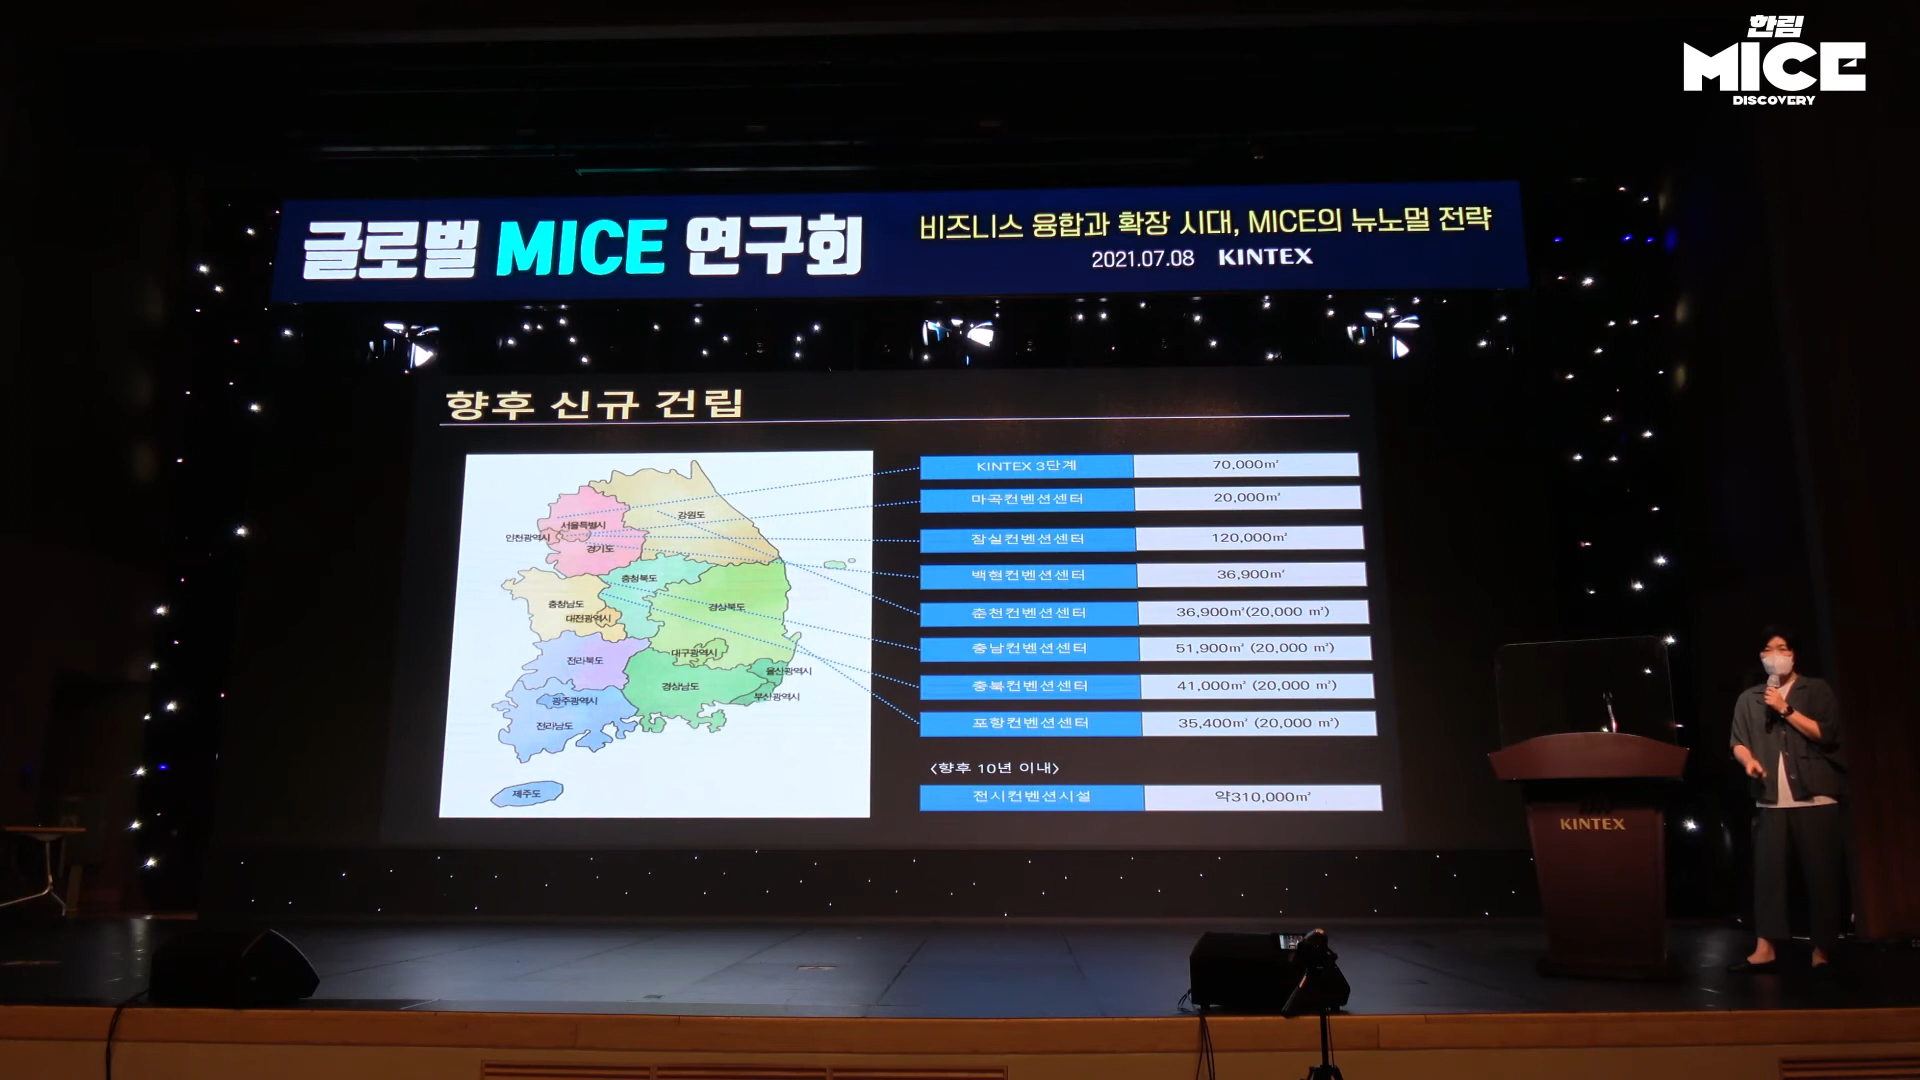 한림
MICE
DISCOVERY
글로벌 MICE 연구회
비즈니스 융합과 확장 시대, MICE의 뉴노멀 전략
2021.07.08 KINTEX
향후 신규 건립
서울특별시
인천광역시
경기도
강원도
충청북도
충청남도
대전광역시
경상북도
전라북도
대구광역시
울산광역시
경상남도
부산광역시
광주광역시
전라남도
제주도
KINTEX 3단계 70,000㎡
마곡컨벤션센터 20,000㎡
잠실컨벤션센터 120,000㎡
백현컨벤션센터 36,900㎡
춘천컨벤션센터 36,900㎡(20,000 ㎡)
충남컨벤션센터 51,900㎡ (20,000 ㎡)
충북컨벤션센터 41,000㎡ (20,000 ㎡)
포항컨벤션센터 35,400㎡ (20,000 ㎡)
<향후 10년 이내>
전시컨벤션시설 약310,000㎡
KINTEX